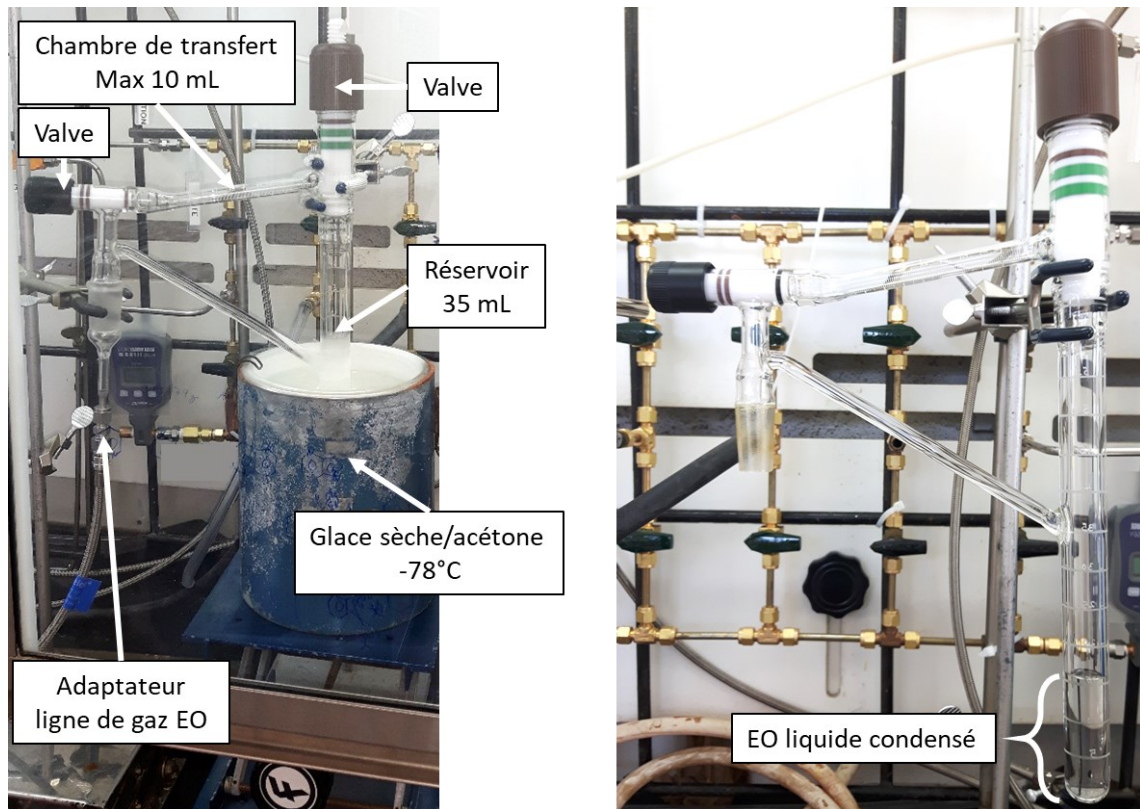 Chambre de transfert
Max 10 mL
Valve
Valve
Réservoir
35 mL
Glace sèche/acétone
-78°C
Adaptateur
ligne de gaz EO
EO liquide condensé